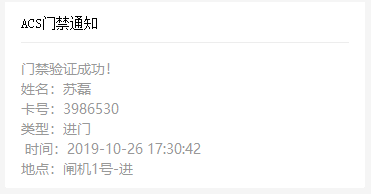 ACS门禁通知
门禁验证成功!
姓名：苏磊
卡号：3986530
类型：进门
时间：2019-10-26 17:30:42
地点：闸机1号-进